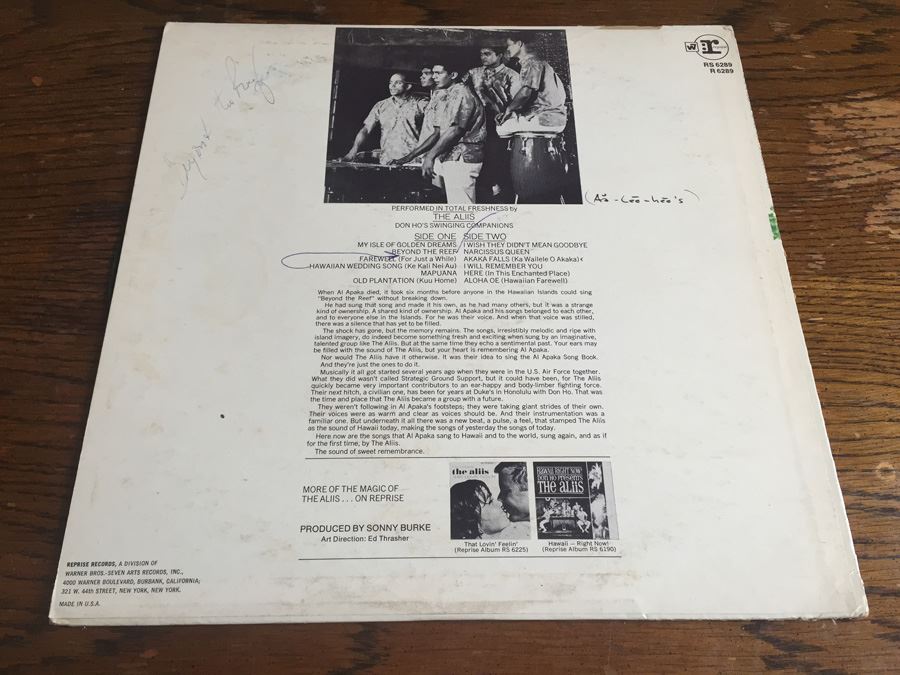 W R
RS 6289
R 6289
Beyond the Reef
(Aă - Lēē - hēē's)
PERFORMED IN TOTAL FRESHNESS by
THE ALIIS
DON HO'S SWINGING COMPANIONS
SIDE ONE
MY ISLE OF GOLDEN DREAMS
BEYOND THE REEF
FAREWELL (For Just a While)
HAWAIIAN WEDDING SONG (Ke Kali Nei Au)
MAPUANA
OLD PLANTATION (Kuu Home)
SIDE TWO
I WISH THEY DIDN'T MEAN GOODBYE
NARCISSUS QUEEN
AKAKA FALLS (Ka Wailele O Akaka)
I WILL REMEMBER YOU
HERE (In This Enchanted Place)
ALOHA OE (Hawaiian Farewell)
When Al Apaka died, it took six months before anyone in the Hawaiian Islands could sing
"Beyond the Reef" without breaking down.
He had sung that song and made it his own, as he had many others, but it was a strange
kind of ownership. A shared kind of ownership. Al Apaka and his songs belonged to each other,
and to everyone else in the Islands. For he was their voice. And when that voice was stilled,
there was a silence that has yet to be filled.
The shock has gone, but the memory remains. The songs, irresistibly melodic and ripe with
island imagery, do indeed become something fresh and exciting when sung by an imaginative,
talented group like The Aliis. But at the same time they echo a sentimental past. Your ears may
be filled with the sound of The Aliis, but your heart is remembering Al Apaka.
Nor would The Aliis have it otherwise. It was their idea to sing the Al Apaka Song Book.
And they're just the ones to do it.
Musically it all got started several years ago when they were in the U.S. Air Force together.
What they did wasn't called Strategic Ground Support, but it could have been, for The Aliis
quickly became very important contributors to an ear-happy and body-limber fighting force.
Their next hitch, a civilian one, has been for years at Duke's in Honolulu with Don Ho. That was
the time and place that The Aliis became a group with a future.
They weren't following in Al Apaka's footsteps; they were taking giant strides of their own.
Their voices were as warm and clear as voices should be. And their instrumentation was a
familiar one. But underneath it all there was a new beat, a pulse, a feel, that stamped The Aliis
as the sound of Hawaii today, making the songs of yesterday the songs of today.
Here now are the songs that Al Apaka sang to Hawaii and to the world, sung again, and as if
for the first time, by The Aliis.
The sound of sweet remembrance.
MORE OF THE MAGIC OF
THE ALIIS . . . ON REPRISE
PRODUCED BY SONNY BURKE
Art Direction: Ed Thrasher
the aliis
That Lovin' Feelin'
(Reprise Album RS 6225)
HAWAII RIGHT NOW!
DON HO PRESENTS
THE ALIIS
Hawaii — Right Now!
(Reprise Album RS 6190)
REPRISE RECORDS, A DIVISION OF
WARNER BROS.-SEVEN ARTS RECORDS, INC.,
4000 WARNER BOULEVARD, BURBANK, CALIFORNIA;
321 W. 44th STREET, NEW YORK, NEW YORK.
MADE IN U.S.A.